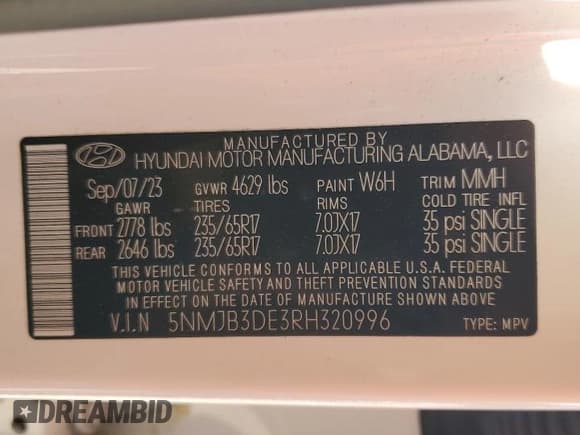 MANUFACTURED BY
HYUNDAI MOTOR MANUFACTURING ALABAMA, LLC
Sep/07/23 GVWR 4629 lbs PAINT W6H TRIM MMH
GAWR TIRES RIMS COLD TIRE INFL
FRONT 2778 lbs 235/65R17 7.0JX17 35 psi SINGLE
REAR 2646 lbs 235/65R17 7.0JX17 35 psi SINGLE
THIS VEHICLE CONFORMS TO ALL APPLICABLE U.S.A. FEDERAL
MOTOR VEHICLE SAFETY AND THEFT PREVENTION STANDARDS
IN EFFECT ON THE DATE OF MANUFACTURE SHOWN ABOVE.
V.I.N 5NMJB3DE3RH320996 TYPE: MPV
DREAMBID